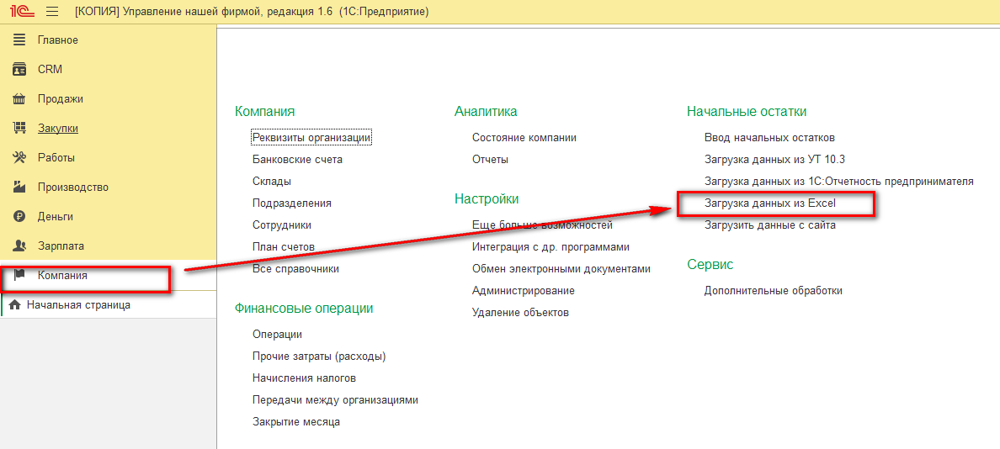 1С [КОПИЯ] Управление нашей фирмой, редакция 1.6 (1С:Предприятие)
Главное
CRM
Продажи
Закупки
Работы
Производство
Деньги
Зарплата
Компания
Начальная страница
Компания
Реквизиты организации
Банковские счета
Склады
Подразделения
Сотрудники
План счетов
Все справочники
Финансовые операции
Операции
Прочие затраты (расходы)
Начисления налогов
Передачи между организациями
Закрытие месяца
Аналитика
Состояние компании
Отчеты
Настройки
Еще больше возможностей
Интеграция с др. программами
Обмен электронными документами
Администрирование
Удаление объектов
Начальные остатки
Ввод начальных остатков
Загрузка данных из УТ 10.3
Загрузка данных из 1С:Отчетность предпринимателя
Загрузка данных из Excel
Загрузить данные с сайта
Сервис
Дополнительные обработки